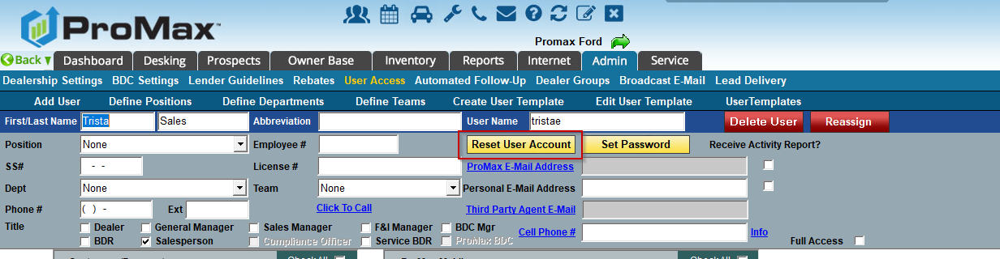 ProMax™
Promax Ford
Back Dashboard Desking Prospects Owner Base Inventory Reports Internet Admin Service
Dealership Settings BDC Settings Lender Guidelines Rebates User Access Automated Follow-Up Dealer Groups Broadcast E-Mail Lead Delivery
Add User Define Positions Define Departments Define Teams Create User Template Edit User Template UserTemplates
First/Last Name Trista Sales Abbreviation User Name tristae Delete User Reassign
Position None Employee # Reset User Account Set Password Receive Activity Report?
SS# - - License # ProMax E-Mail Address
Dept None Team None Personal E-Mail Address
Phone # ( ) - Ext Click To Call Third Party Agent E-Mail
Title Dealer General Manager Sales Manager F&I Manager BDC Mgr Cell Phone # Info
BDR Salesperson Compliance Officer Service BDR ProMax BDC Full Access